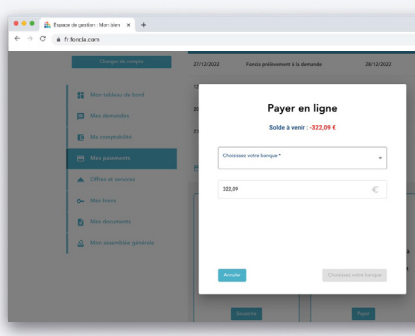 Espace de gestion : Mon bien
fr.foncia.com
Changer de compte
27/12/2022 Foncia prélèvement à la demande 28/12/2022
Mon tableau de bord
Mes demandes
Ma comptabilité
Mes paiements
Offres et services
Mes biens
Mes documents
Mon assemblée générale
Payer en ligne
Solde à venir : -322,09 €
Choisissez votre banque *
322,09 €
Annuler
Choisissez votre banque
Souscrire
Payer